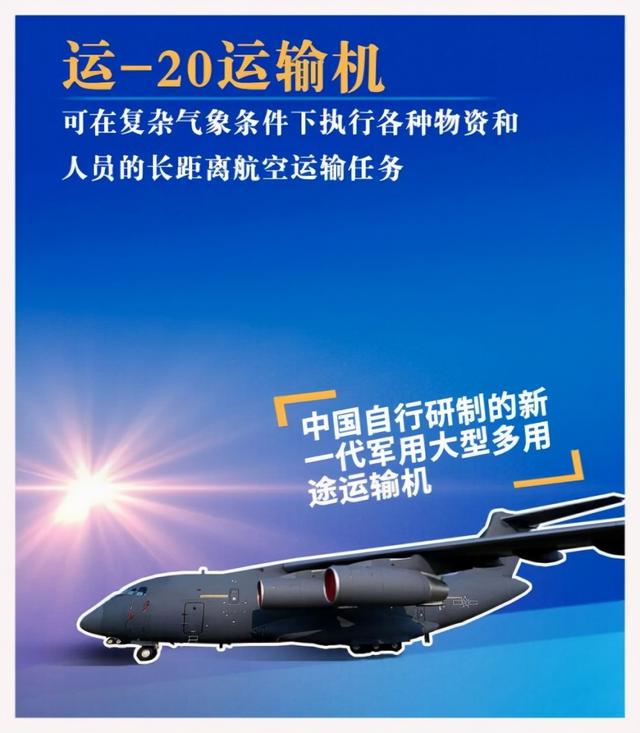 运-20运输机
可在复杂气象条件下执行各种物资和
人员的长距离航空运输任务
中国自行研制的新
一代军用大型多用
途运输机